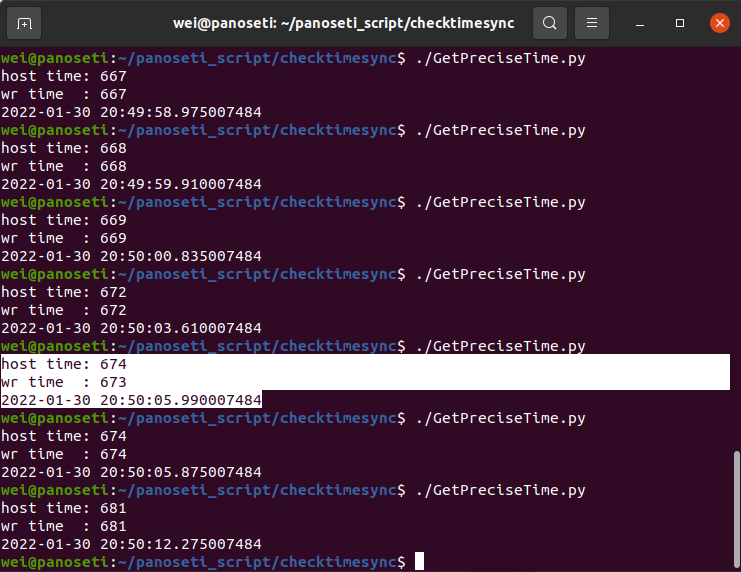 wei@panoseti: ~/panoseti_script/checktimesync
wei@panoseti:~/panoseti_script/checktimesync$ ./GetPreciseTime.py
host time: 667
wr time  : 667
2022-01-30 20:49:58.975007484
wei@panoseti:~/panoseti_script/checktimesync$ ./GetPreciseTime.py
host time: 668
wr time  : 668
2022-01-30 20:49:59.910007484
wei@panoseti:~/panoseti_script/checktimesync$ ./GetPreciseTime.py
host time: 669
wr time  : 669
2022-01-30 20:50:00.835007484
wei@panoseti:~/panoseti_script/checktimesync$ ./GetPreciseTime.py
host time: 672
wr time  : 672
2022-01-30 20:50:03.610007484
wei@panoseti:~/panoseti_script/checktimesync$ ./GetPreciseTime.py
host time: 674
wr time  : 673
2022-01-30 20:50:05.990007484
wei@panoseti:~/panoseti_script/checktimesync$ ./GetPreciseTime.py
host time: 674
wr time  : 674
2022-01-30 20:50:05.875007484
wei@panoseti:~/panoseti_script/checktimesync$ ./GetPreciseTime.py
host time: 681
wr time  : 681
2022-01-30 20:50:12.275007484
wei@panoseti:~/panoseti_script/checktimesync$